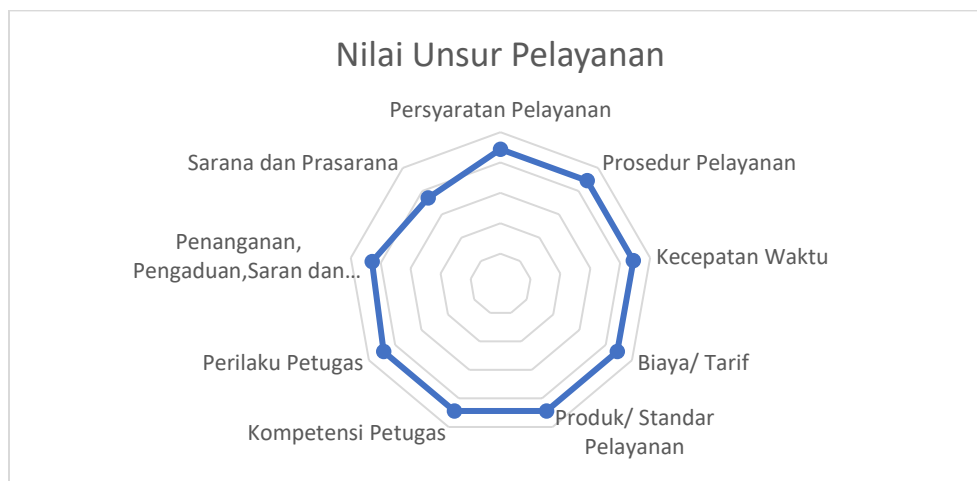 Nilai Unsur Pelayanan
Persyaratan Pelayanan
Prosedur Pelayanan
Kecepatan Waktu
Biaya/ Tarif
Produk/ Standar
Pelayanan
Kompetensi Petugas
Perilaku Petugas
Penanganan,
Pengaduan,Saran dan...
Sarana dan Prasarana